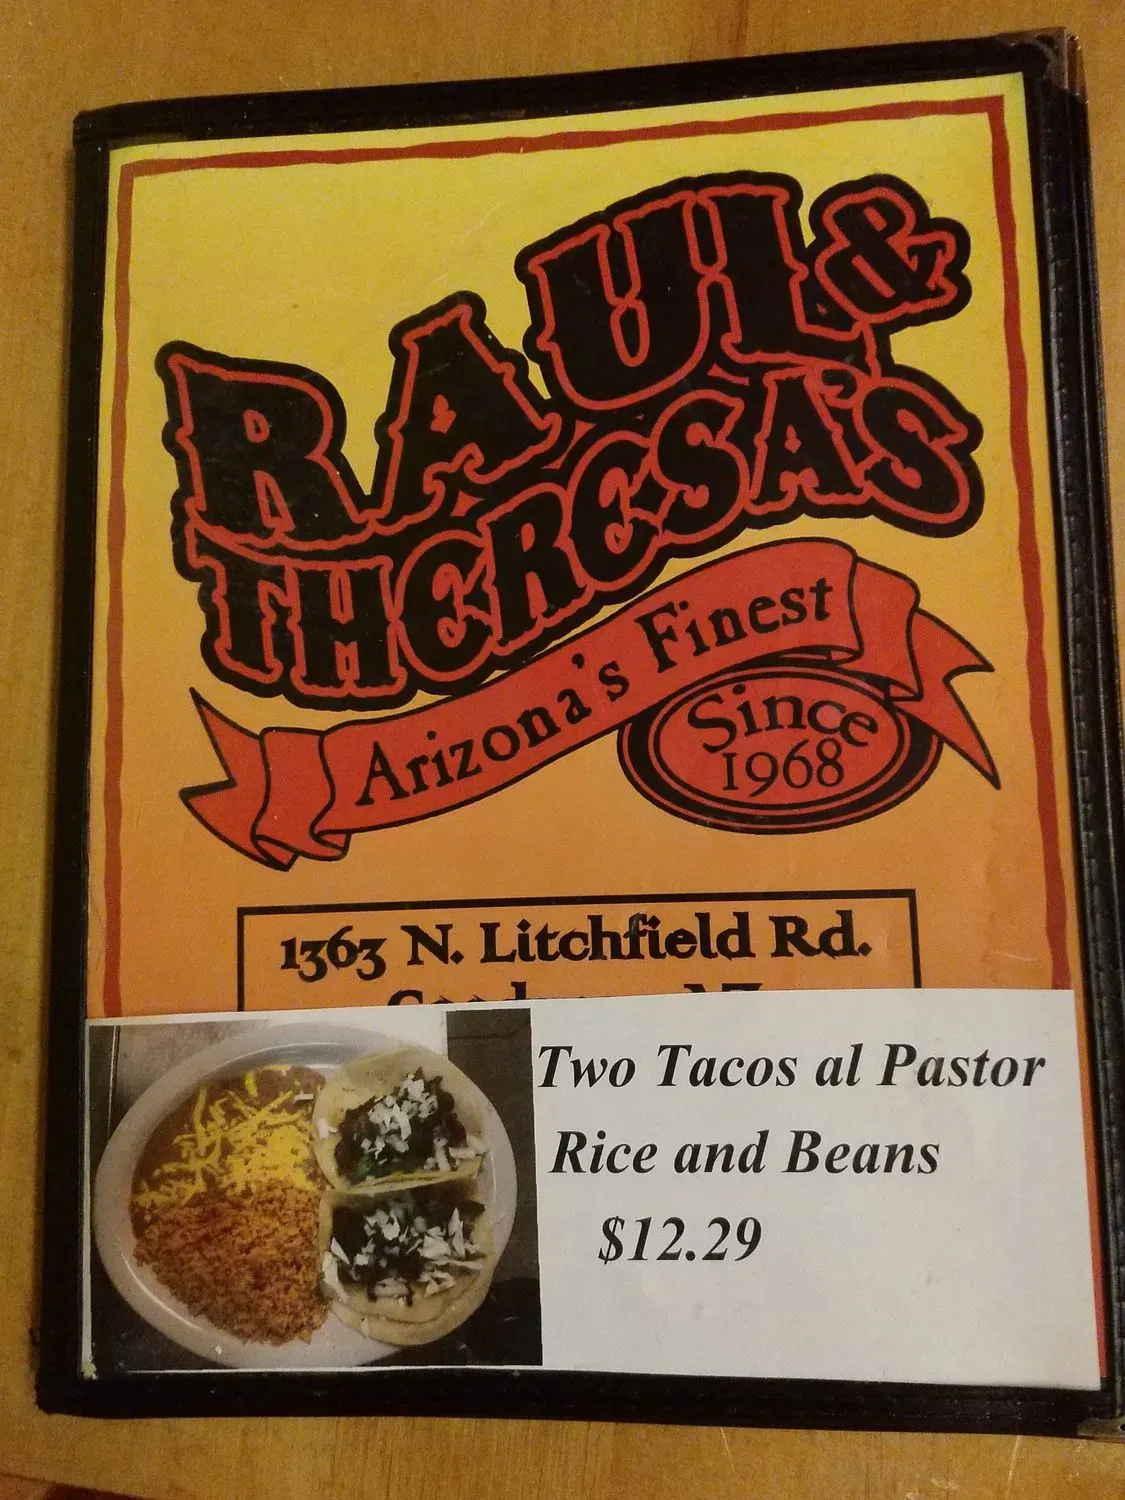 RAUL &
THERESA'S
Arizona's Finest
Since
1968
1363 N. Litchfield Rd.
Two Tacos al Pastor
Rice and Beans
$12.29